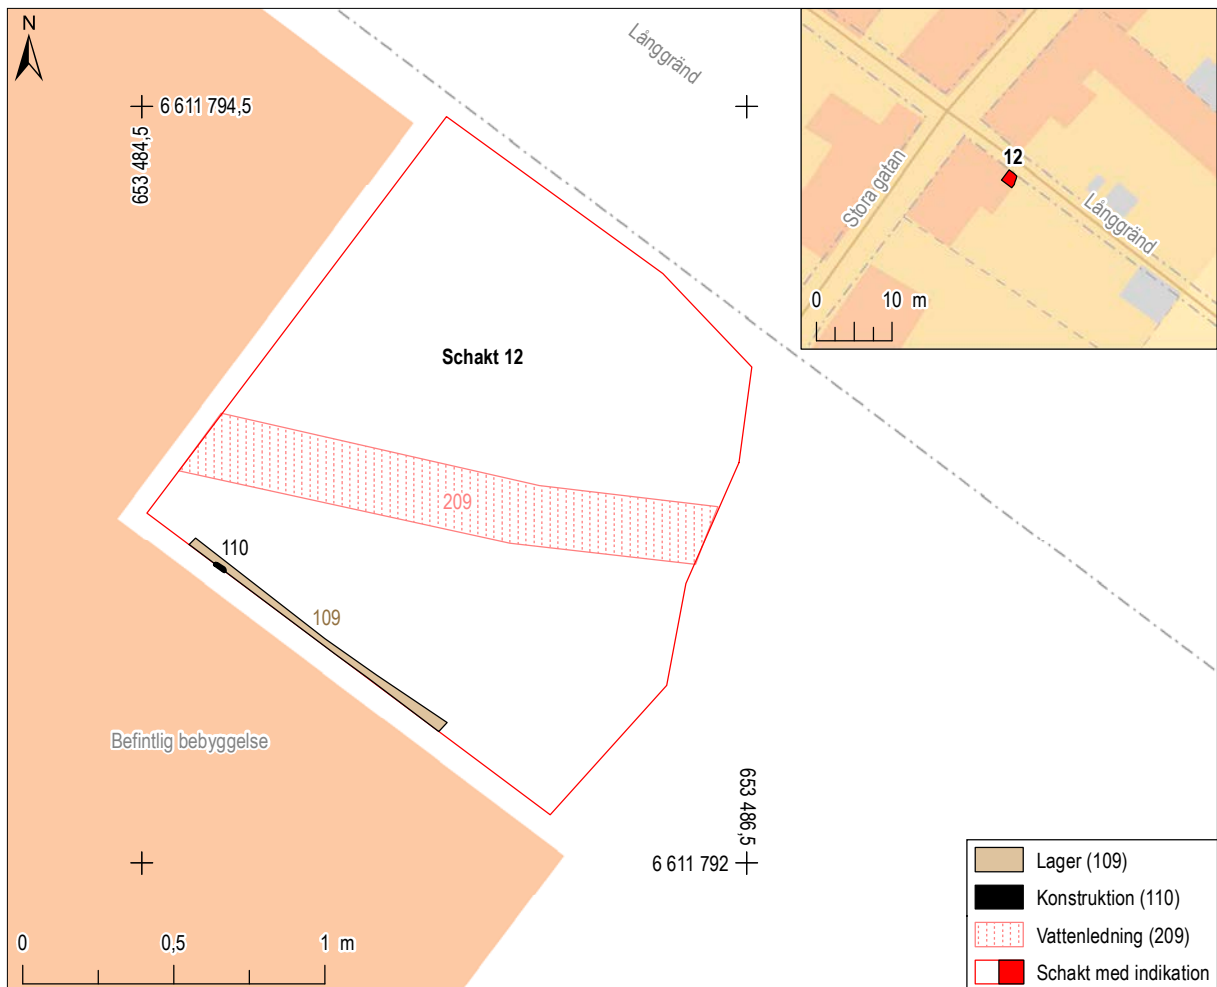 N
Långgränd
6 611 794,5
653 484,5
12
Stora gatan
Långgränd
0 10 m
Schakt 12
209
110
109
Befintlig bebyggelse
653 486,5
6 611 792
0 0,5 1 m
Lager (109)
Konstruktion (110)
Vattenledning (209)
Schakt med indikation